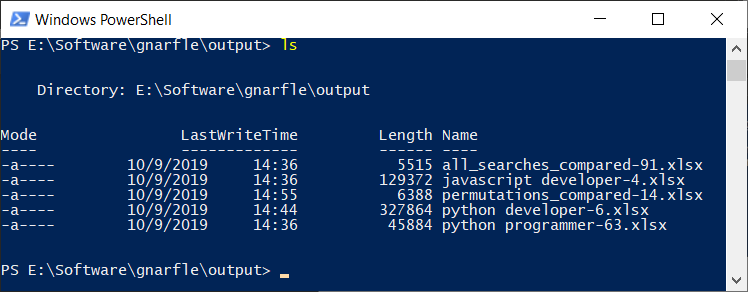 Windows PowerShell
PS E:\Software\gnarfle\output> ls
Directory: E:\Software\gnarfle\output
Mode                LastWriteTime         Length Name
----                -------------         ------ ----
-a----        10/9/2019     14:36           5515 all_searches_compared-91.xlsx
-a----        10/9/2019     14:36         129372 javascript developer-4.xlsx
-a----        10/9/2019     14:55           6388 permutations_compared-14.xlsx
-a----        10/9/2019     14:44         327864 python developer-6.xlsx
-a----        10/9/2019     14:36          45884 python programmer-63.xlsx
PS E:\Software\gnarfle\output>